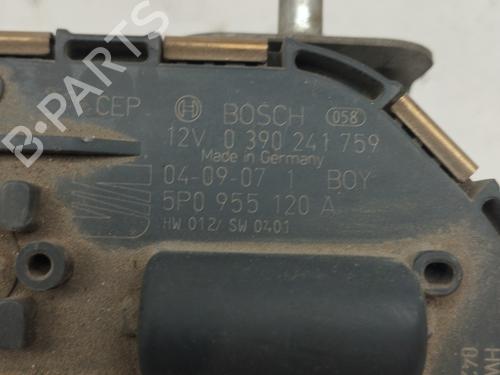 CEP BOSCH 058
12V 0 390 241 759
Made in Germany
04-09-07 1 BOY
5P0 955 120 A
HW 012/ SW 0401